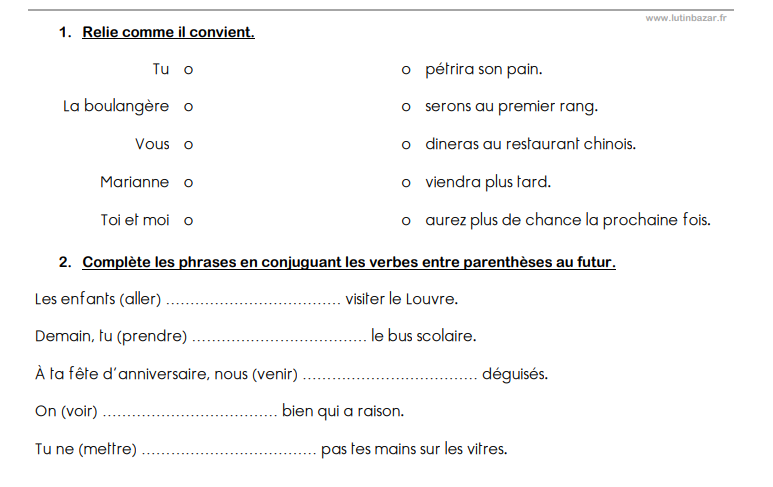 www.lutinbazar.fr
1. Relie comme il convient.
Tu o o pétrira son pain.
La boulangère o o serons au premier rang.
Vous o o dineras au restaurant chinois.
Marianne o o viendra plus tard.
Toi et moi o o aurez plus de chance la prochaine fois.
2. Complète les phrases en conjuguant les verbes entre parenthèses au futur.
Les enfants (aller) ……………………………… visiter le Louvre.
Demain, tu (prendre) ……………………………… le bus scolaire.
À ta fête d’anniversaire, nous (venir) ……………………………… déguisés.
On (voir) ……………………………… bien qui a raison.
Tu ne (mettre) ……………………………… pas tes mains sur les vitres.